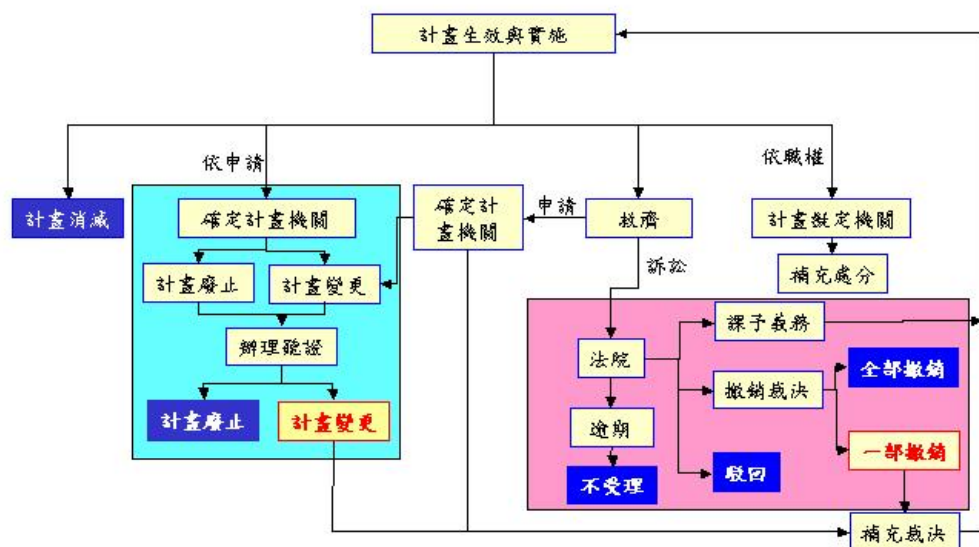 計畫生效與實施
依申請
依職權
計畫消滅
確定計畫機關
確定計
畫機關
申請
救濟
計畫擬定機關
計畫廢止
計畫變更
訴訟
補充處分
辦理聽證
法院
課予義務
計畫廢止
計畫變更
撤銷裁決
全部撤銷
逾期
一部撤銷
不受理
駁回
補充裁決